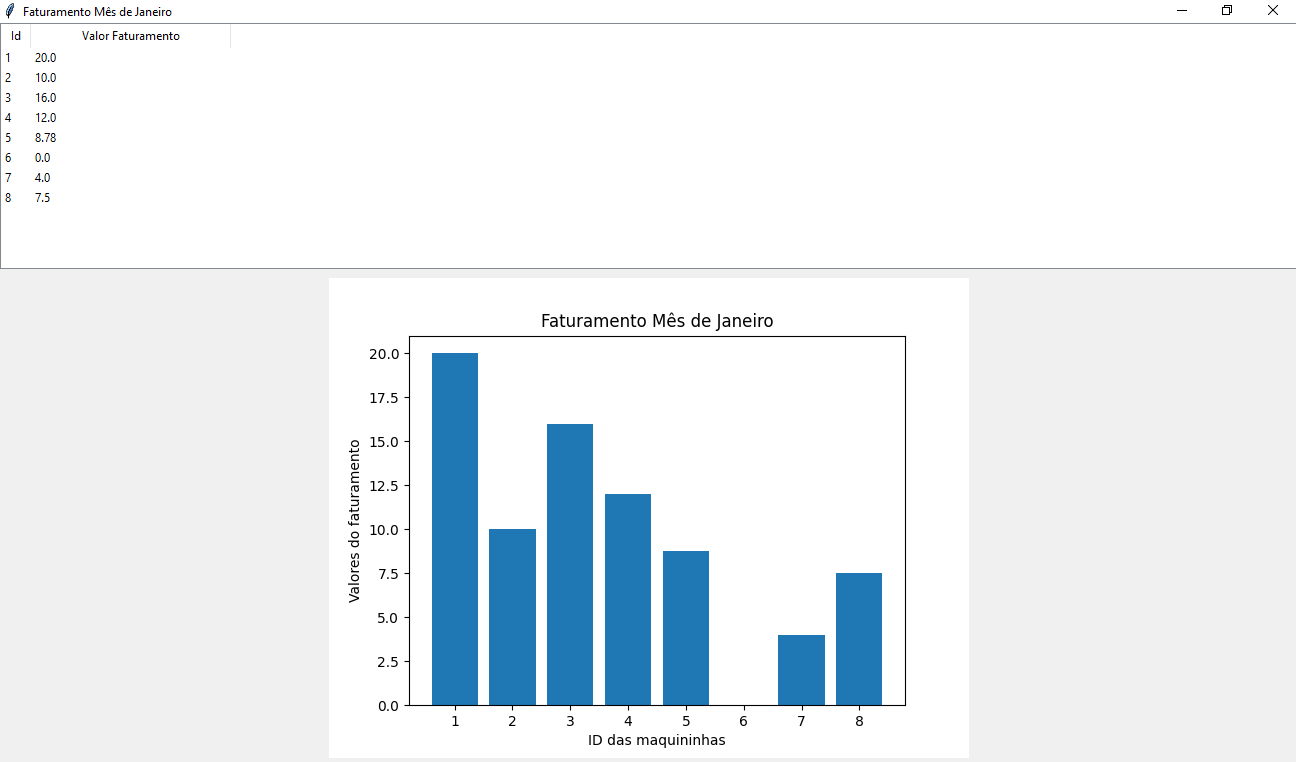 Faturamento Mês de Janeiro
Id Valor Faturamento
1 20.0
2 10.0
3 16.0
4 12.0
5 8.78
6 0.0
7 4.0
8 7.5
Faturamento Mês de Janeiro
20.0
17.5
15.0
12.5
10.0
7.5
5.0
2.5
0.0
Valores do faturamento
1 2 3 4 5 6 7 8
ID das maquininhas